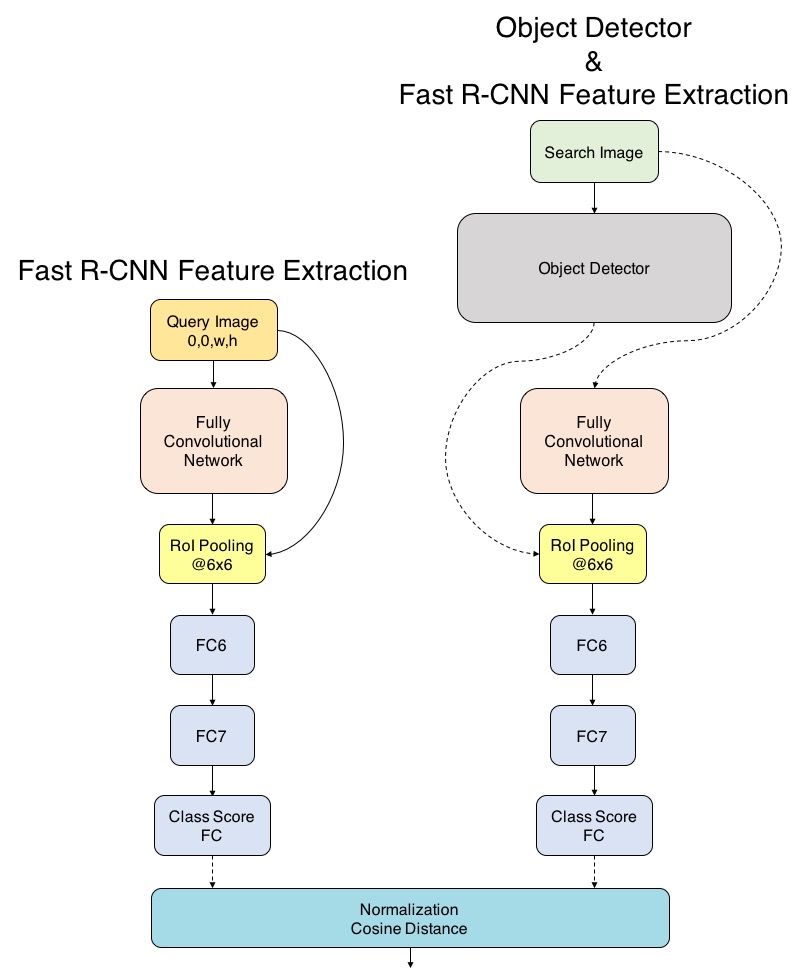 Object Detector
&
Fast R-CNN Feature Extraction
Search Image
Object Detector
Fast R-CNN Feature Extraction
Query Image
0,0,w,h
Fully
Convolutional
Network
Fully
Convolutional
Network
RoI Pooling
@6x6
RoI Pooling
@6x6
FC6
FC6
FC7
FC7
Class Score
FC
Class Score
FC
Normalization
Cosine Distance